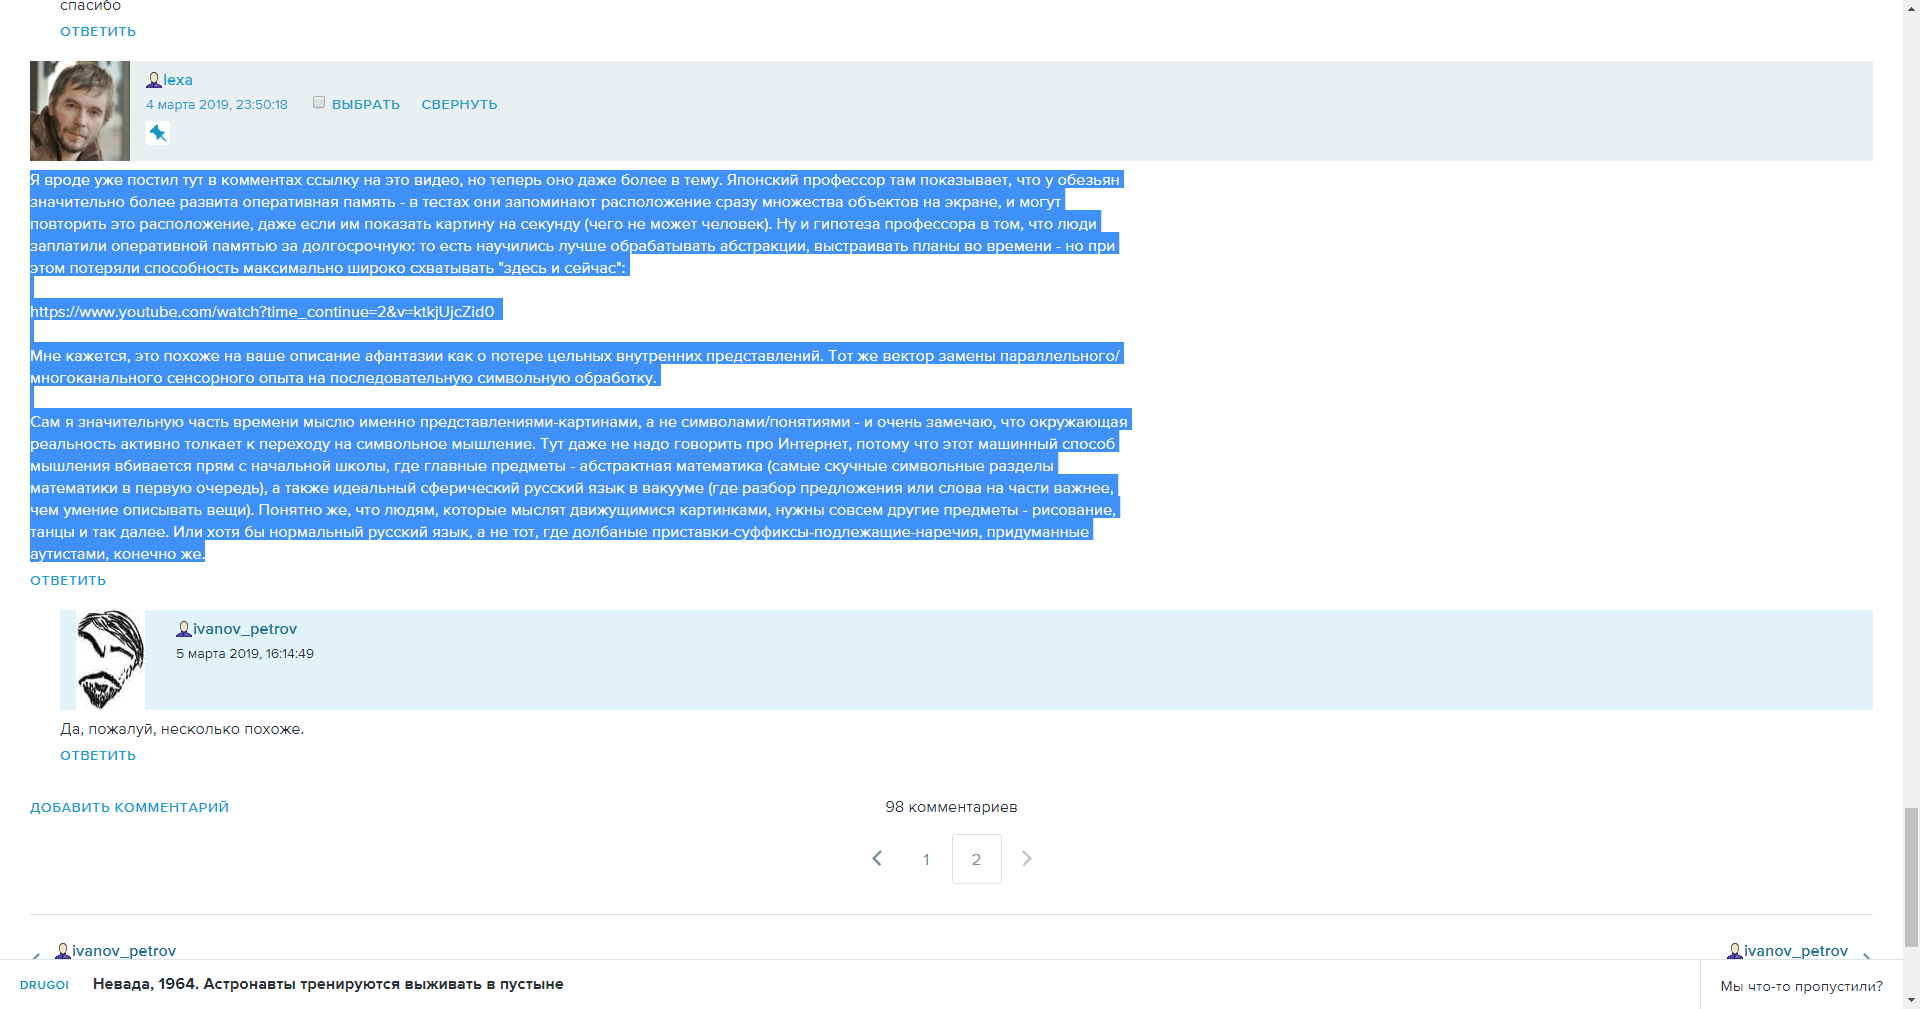 спасибо
ОТВЕТИТЬ
lexa
4 марта 2019, 23:50:18 ВЫБРАТЬ СВЕРНУТЬ
Я вроде уже постил тут в комментах ссылку на это видео, но теперь оно даже более в тему. Японский профессор там показывает, что у обезьян
значительно более развита оперативная память - в тестах они запоминают расположение сразу множества объектов на экране, и могут
повторить это расположение, даже если им показать картину на секунду (чего не может человек). Ну и гипотеза профессора в том, что люди
заплатили оперативной памятью за долгосрочную: то есть научились лучше обрабатывать абстракции, выстраивать планы во времени - но при
этом потеряли способность максимально широко схватывать "здесь и сейчас":
https://www.youtube.com/watch?time_continue=2&v=ktkjUjcZid0
Мне кажется, это похоже на ваше описание афантазии как о потере цельных внутренних представлений. Тот же вектор замены параллельного/
многоканального сенсорного опыта на последовательную символьную обработку.
Сам я значительную часть времени мыслю именно представлениями-картинами, а не символами/понятиями - и очень замечаю, что окружающая
реальность активно толкает к переходу на символьное мышление. Тут даже не надо говорить про Интернет, потому что этот машинный способ
мышления вбивается прям с начальной школы, где главные предметы - абстрактная математика (самые скучные символьные разделы
математики в первую очередь), а также идеальный сферический русский язык в вакууме (где разбор предложения или слова на части важнее,
чем умение описывать вещи). Понятно же, что людям, которые мыслят движущимися картинками, нужны совсем другие предметы - рисование,
танцы и так далее. Или хотя бы нормальный русский язык, а не тот, где долбаные приставки-суффиксы-подлежащие-наречия, придуманные
аутистами, конечно же.
ОТВЕТИТЬ
ivanov_petrov
5 марта 2019, 16:14:49
Да, пожалуй, несколько похоже.
ОТВЕТИТЬ
ДОБАВИТЬ КОММЕНТАРИЙ 98 комментариев
1 2
ivanov_petrov ivanov_petrov
DRUGOI Невада, 1964. Астронавты тренируются выживать в пустыне Мы что-то пропустили?